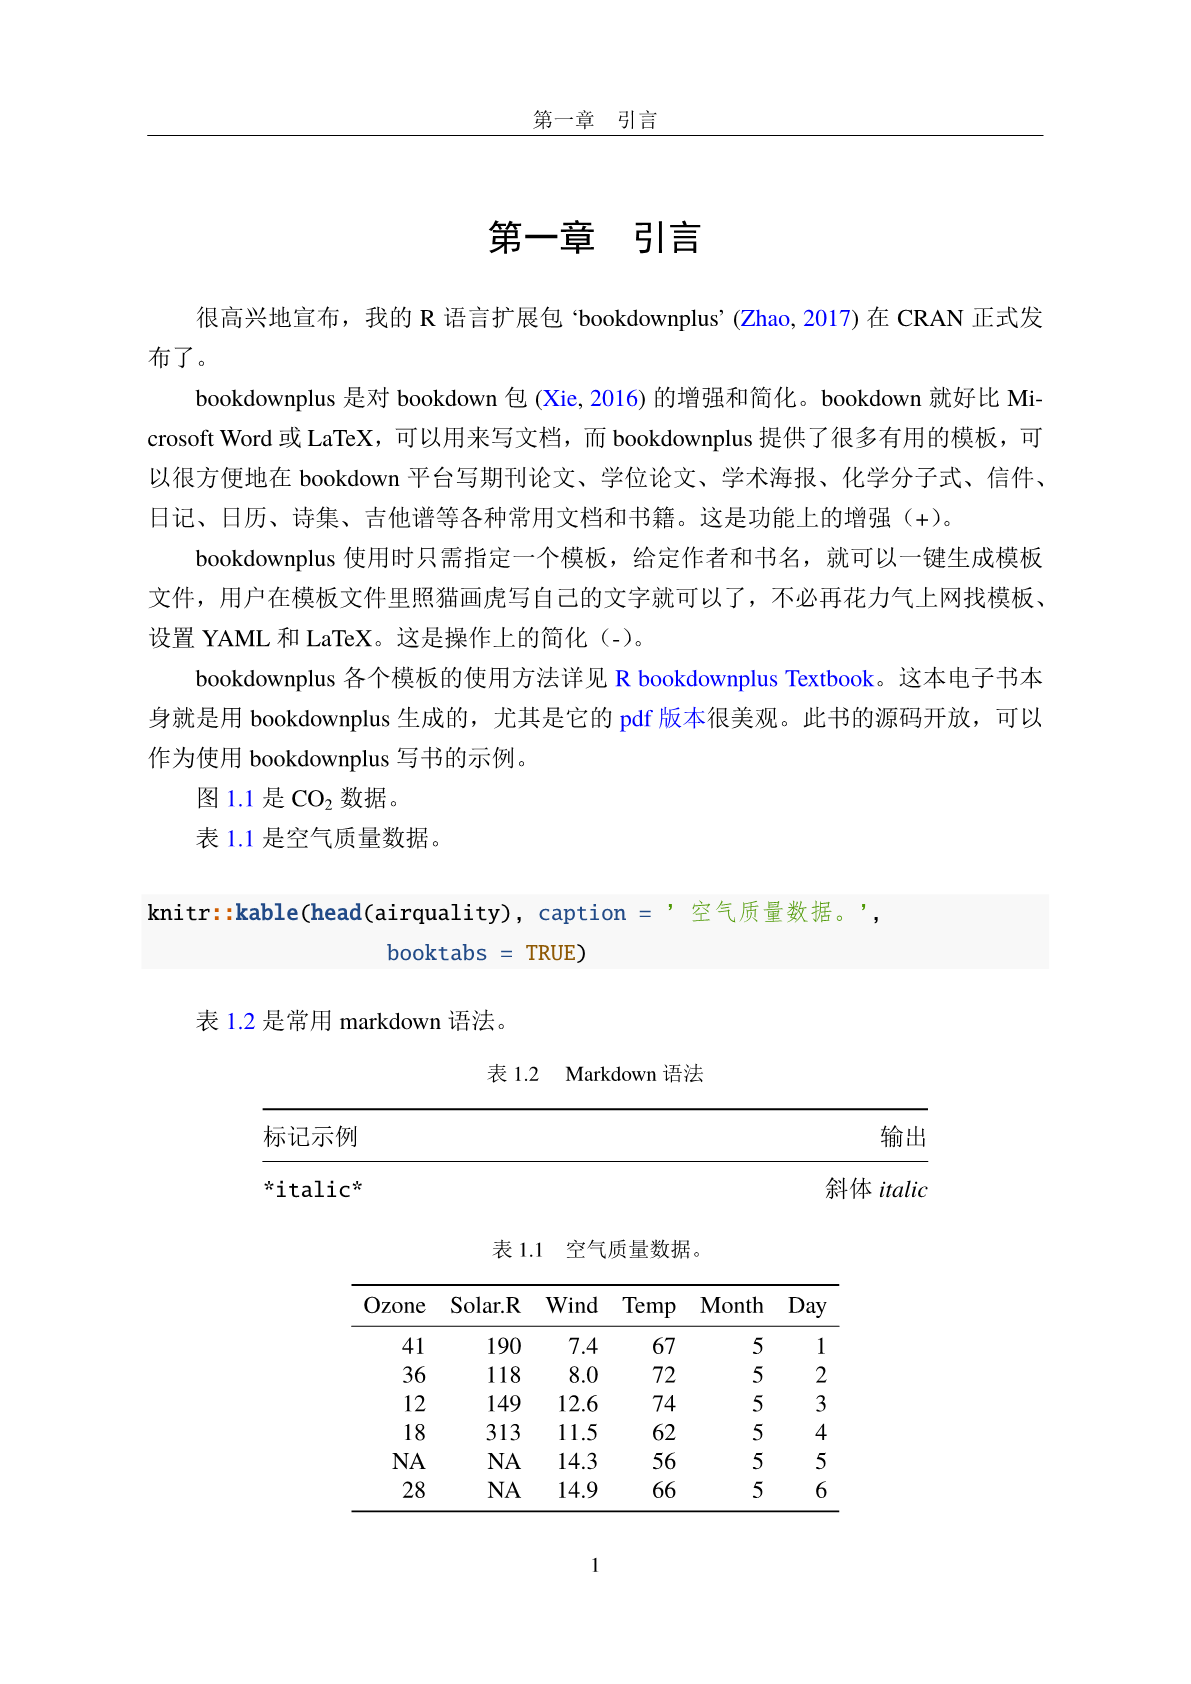 第一章 引言
第一章 引言
很高兴地宣布，我的 R 语言扩展包 ‘bookdownplus’ (Zhao, 2017) 在 CRAN 正式发
布了。
bookdownplus 是对 bookdown 包 (Xie, 2016) 的增强和简化。bookdown 就好比 Mi-
crosoft Word 或 LaTeX，可以用来写文档，而 bookdownplus 提供了很多有用的模板，可
以很方便地在 bookdown 平台写期刊论文、学位论文、学术海报、化学分子式、信件、
日记、日历、诗集、吉他谱等各种常用文档和书籍。这是功能上的增强（+）。
bookdownplus 使用时只需指定一个模板，给定作者和书名，就可以一键生成模板
文件，用户在模板文件里照猫画虎写自己的文字就可以了，不必再花力气上网找模板、
设置 YAML 和 LaTeX。这是操作上的简化（-）。
bookdownplus 各个模板的使用方法详见 R bookdownplus Textbook。这本电子书本
身就是用 bookdownplus 生成的，尤其是它的 pdf 版本很美观。此书的源码开放，可以
作为使用 bookdownplus 写书的示例。
图 1.1 是 CO₂ 数据。
表 1.1 是空气质量数据。
knitr::kable(head(airquality), caption = ’ 空气质量数据。’,
booktabs = TRUE)
表 1.2 是常用 markdown 语法。
表 1.2 Markdown 语法
标记示例 输出
*italic* 斜体 italic
表 1.1 空气质量数据。
Ozone Solar.R Wind Temp Month Day
41 190 7.4 67 5 1
36 118 8.0 72 5 2
12 149 12.6 74 5 3
18 313 11.5 62 5 4
NA NA 14.3 56 5 5
28 NA 14.9 66 5 6
1